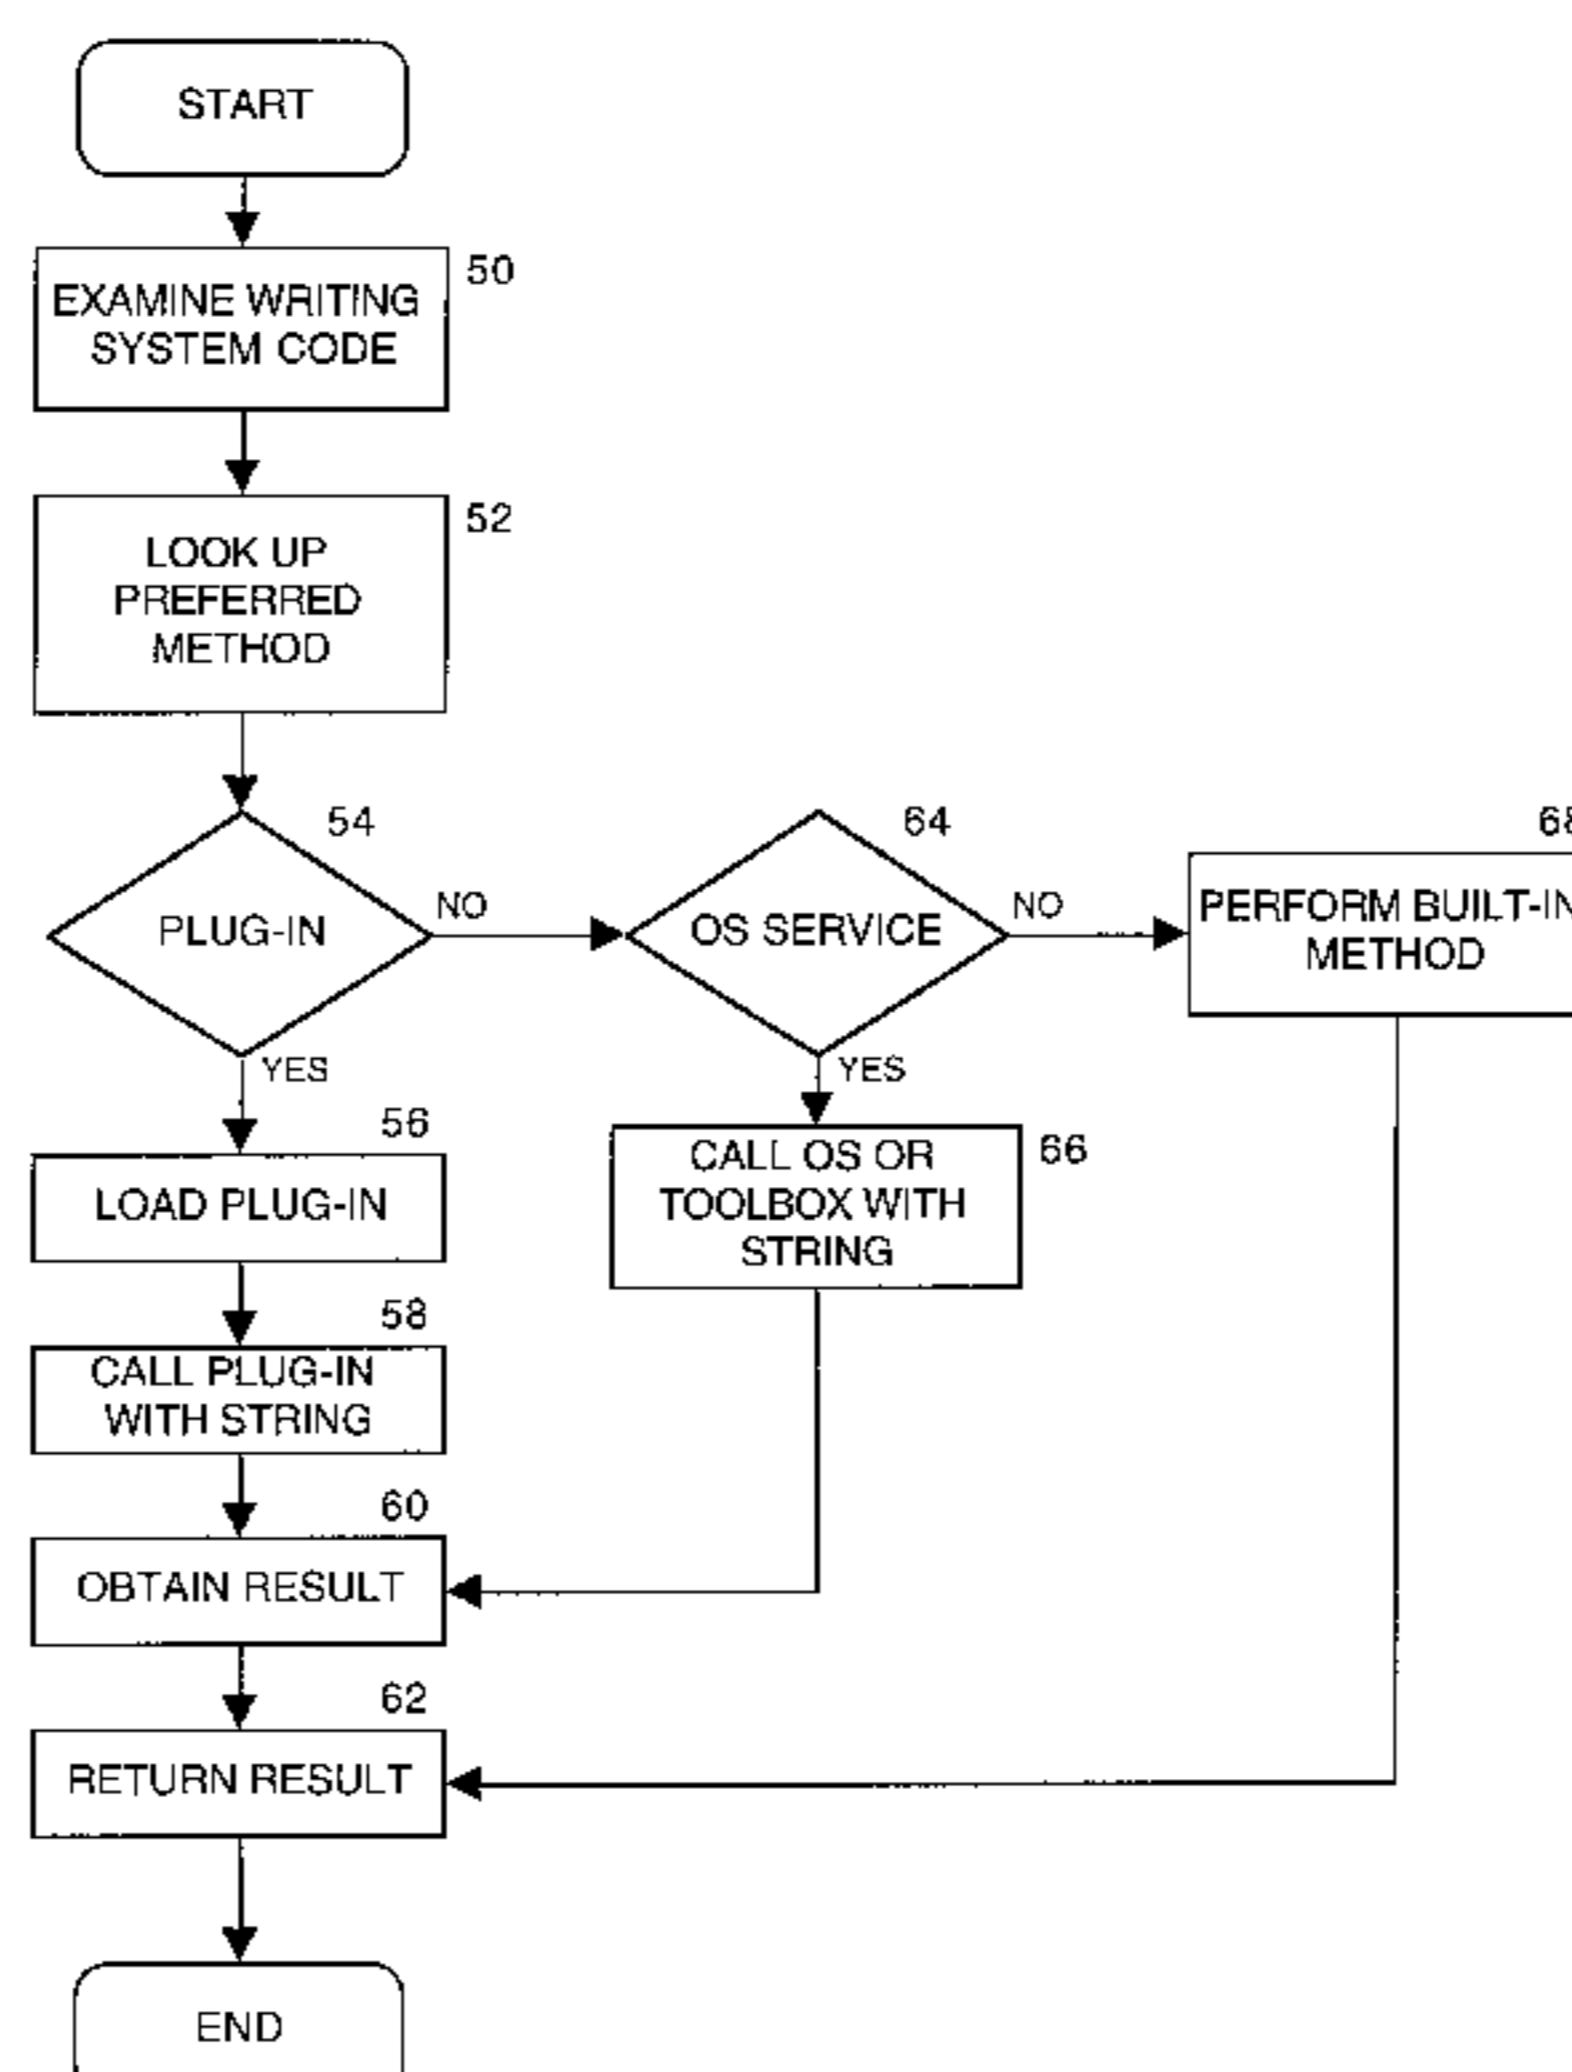 START
50
EXAMINE WRITING
SYSTEM CODE
52
LOOK UP
PREFERRED
METHOD
54
PLUG-IN
NO
YES
64
OS SERVICE
NO
YES
68
PERFORM BUILT-IN
METHOD
56
LOAD PLUG-IN
66
CALL OS OR
TOOLBOX WITH
STRING
58
CALL PLUG-IN
WITH STRING
60
OBTAIN RESULT
62
RETURN RESULT
END